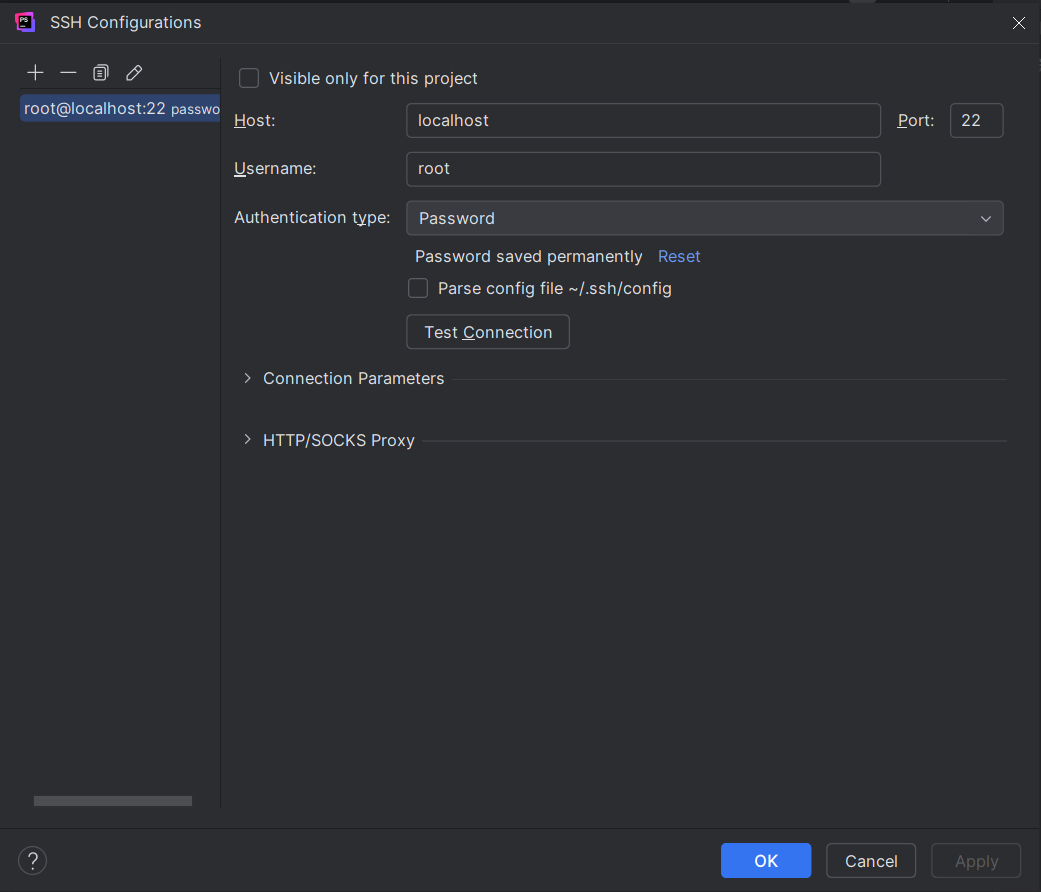 PS
SSH Configurations
Visible only for this project
root@localhost:22 passwo
Host: localhost Port: 22
Username: root
Authentication type: Password
Password saved permanently Reset
Parse config file ~/.ssh/config
Test Connection
Connection Parameters
HTTP/SOCKS Proxy
? OK Cancel Apply